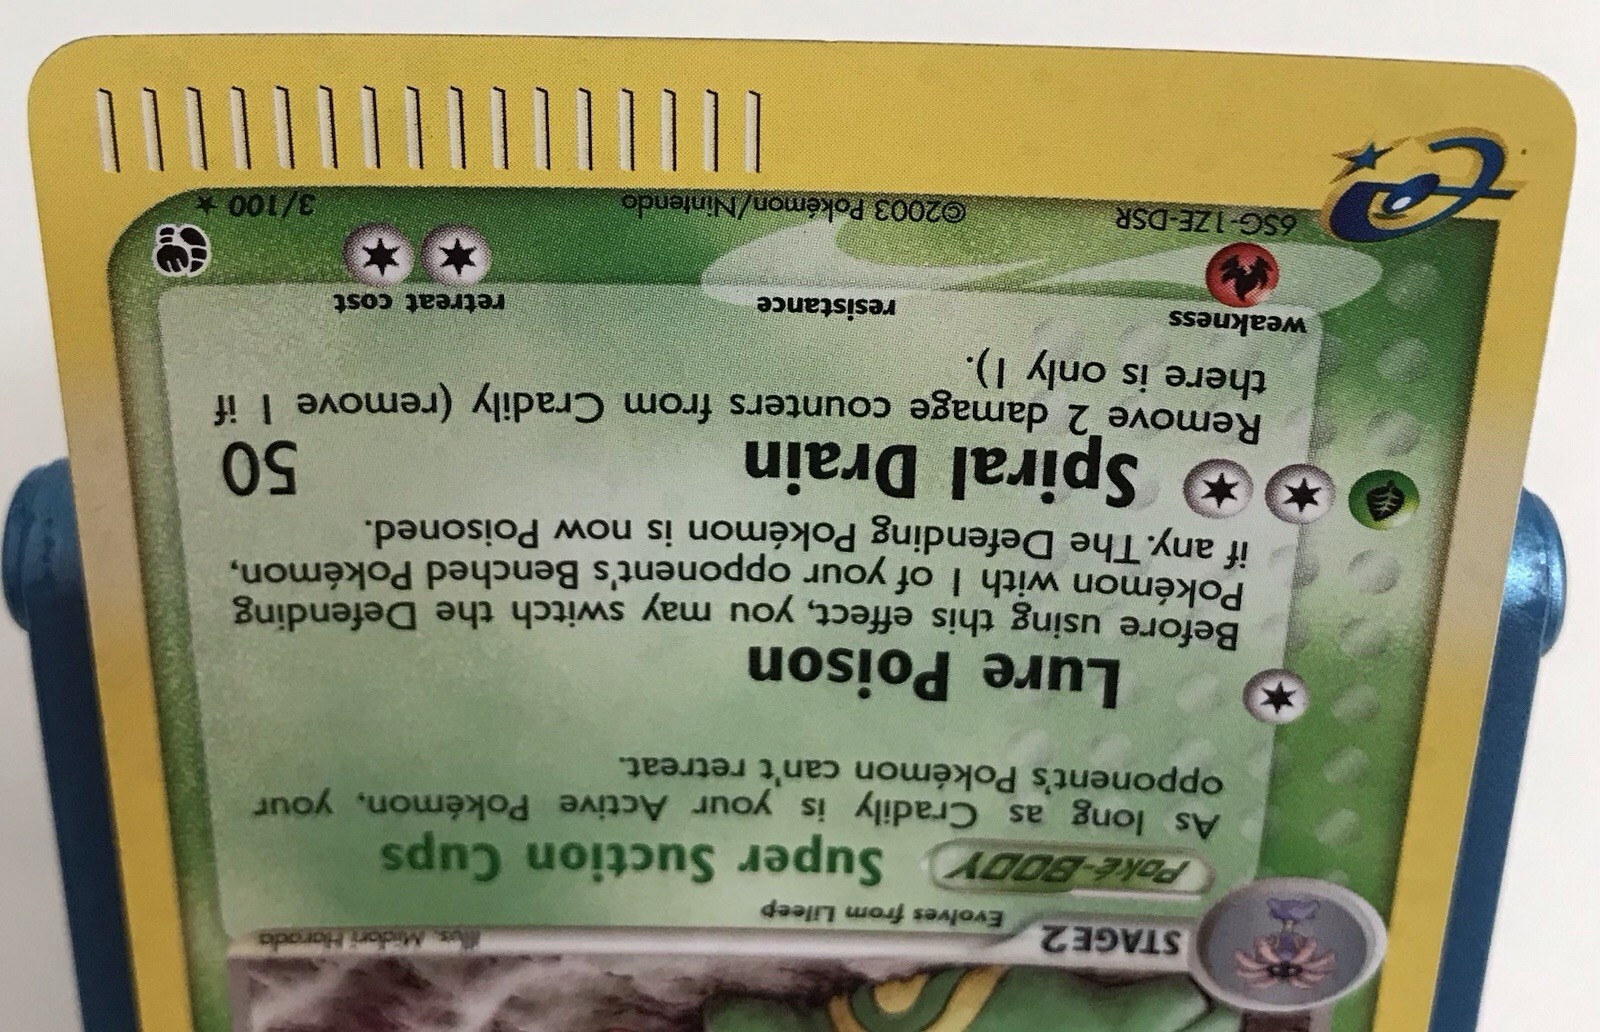 Illus. Midori Harada
STAGE 2
Evolves from Lileep
Poké-BODY Super Suction Cups
As long as Cradily is your Active Pokémon, your
opponent's Pokémon can't retreat.
Lure Poison
Before using this effect, you may switch the Defending
Pokémon with 1 of your opponent's Benched Pokémon,
if any. The Defending Pokémon is now Poisoned.
Spiral Drain 50
Remove 2 damage counters from Cradily (remove 1 if
there is only 1).
weakness resistance retreat cost
6SG-1ZE-DSR ©2003 Pokémon/Nintendo 3/100 ★
e